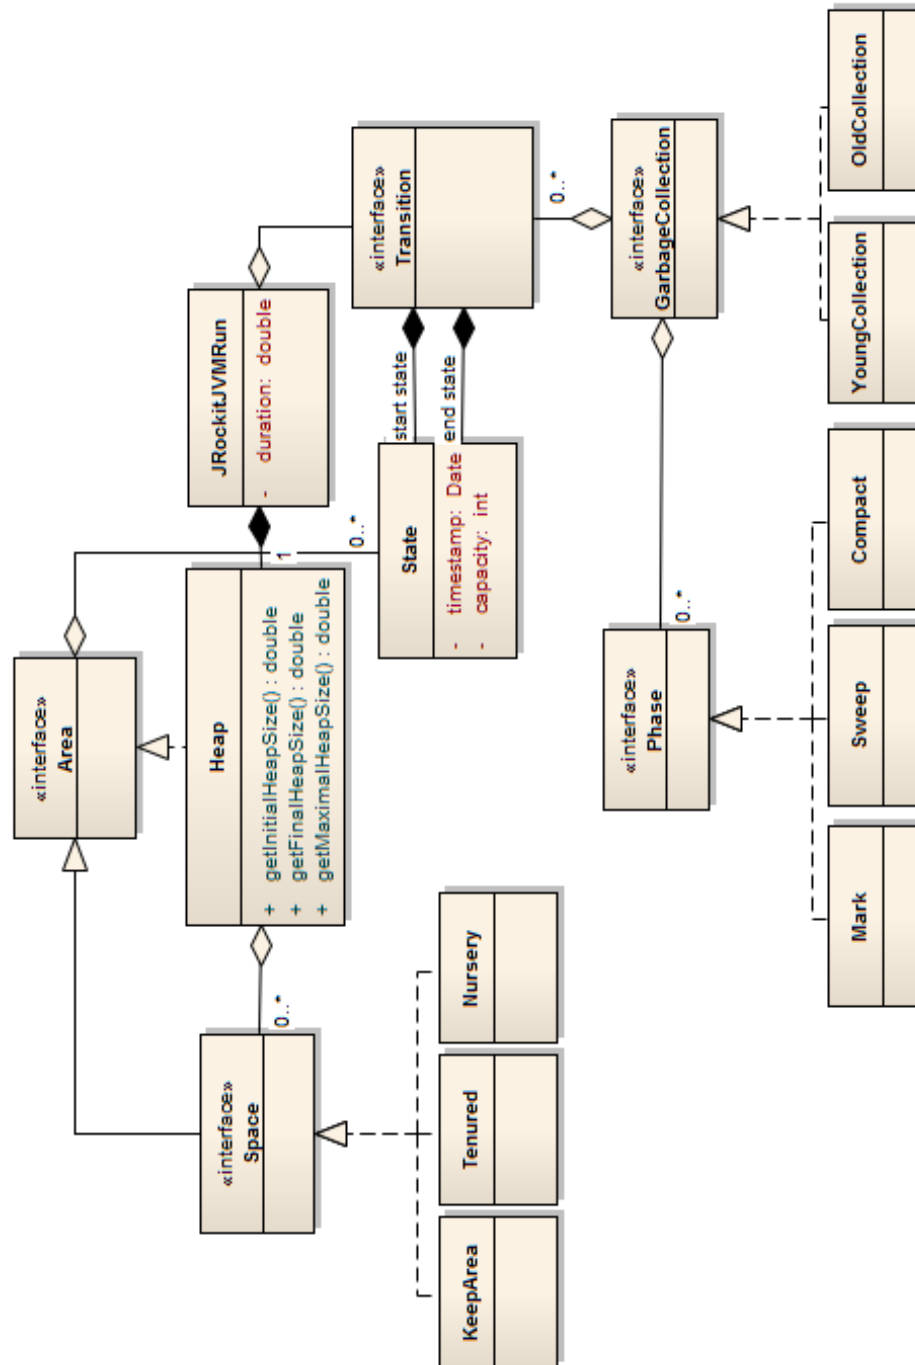 «interface»
Area
«interface»
Space
0..*
Heap
+ getInitialHeapSize() : double
+ getFinalHeapSize() : double
+ getMaximalHeapSize() : double
1
JRockitJVMRun
- duration: double
0..*
State
- timestamp: Date
- capacity: int
start state
end state
«interface»
Transition
0..*
KeepArea
Tenured
Nursery
«interface»
Phase
0..*
«interface»
GarbageCollection
Mark
Sweep
Compact
YoungCollection
OldCollection